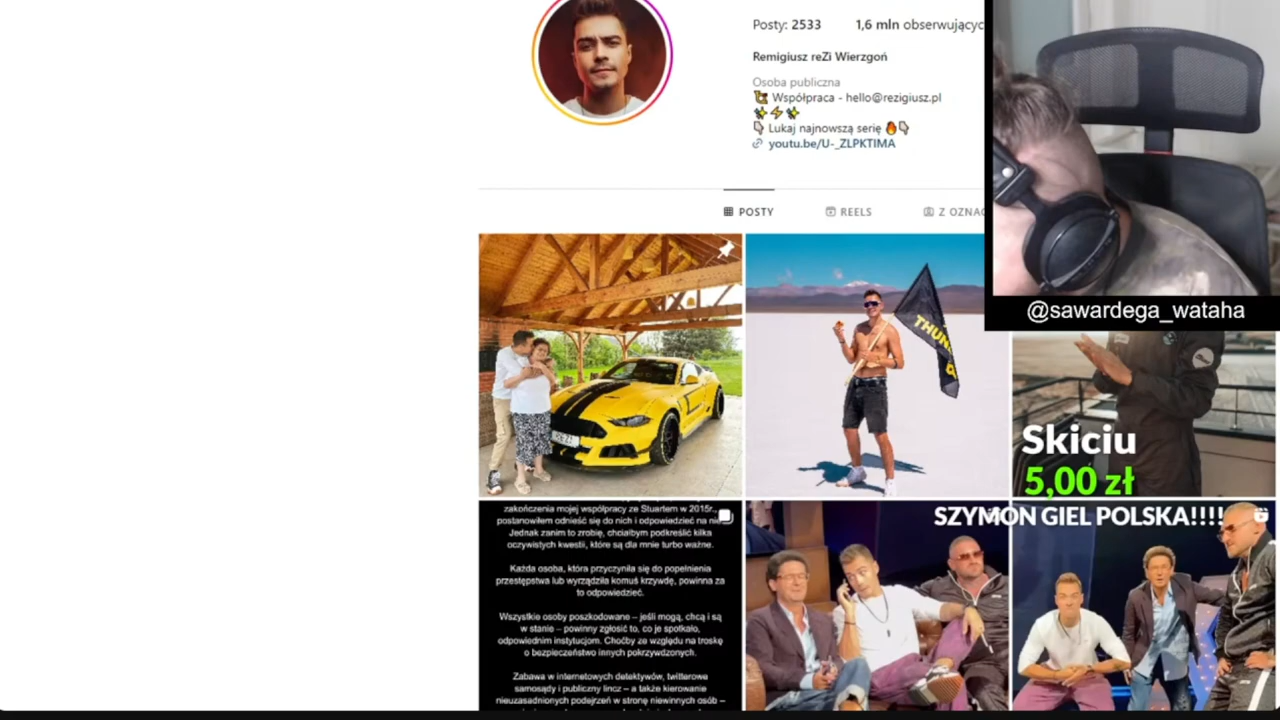 Posty: 2533 1,6 mln obserwującyc
Remigiusz reZi Wierzgoń
Osoba publiczna
Współpraca - hello@rezigiusz.pl
Lukaj najnowszą serię
youtu.be/U-_ZLPKTIMA
POSTY REELS Z OZNAC
@sawardega_wataha
THUN
Skiciu
5,00 zł
SZYMON GIEL POLSKA!!!!
zakończenia mojej współpracy ze Stuartem w 2015r.,
postanowiłem odnieść się do nich i odpowiedzieć na nie.
Jednak zanim to zrobię, chciałbym podkreślić kilka
oczywistych kwestii, które są dla mnie turbo ważne.
Każda osoba, która przyczyniła się do popełnienia
przestępstwa lub wyrządziła komuś krzywdę, powinna za
to odpowiedzieć.
Wszystkie osoby poszkodowane – jeśli mogą, chcą i są
w stanie – powinny zgłosić to, co je spotkało,
odpowiednim instytucjom. Choćby ze względu na troskę
o bezpieczeństwo innych pokrzywdzonych.
Zabawa w internetowych detektywów, twitterowe
samosądy i publiczny lincz – a także kierowanie
nieuzasadnionych podejrzeń w stronę niewinnych osób –